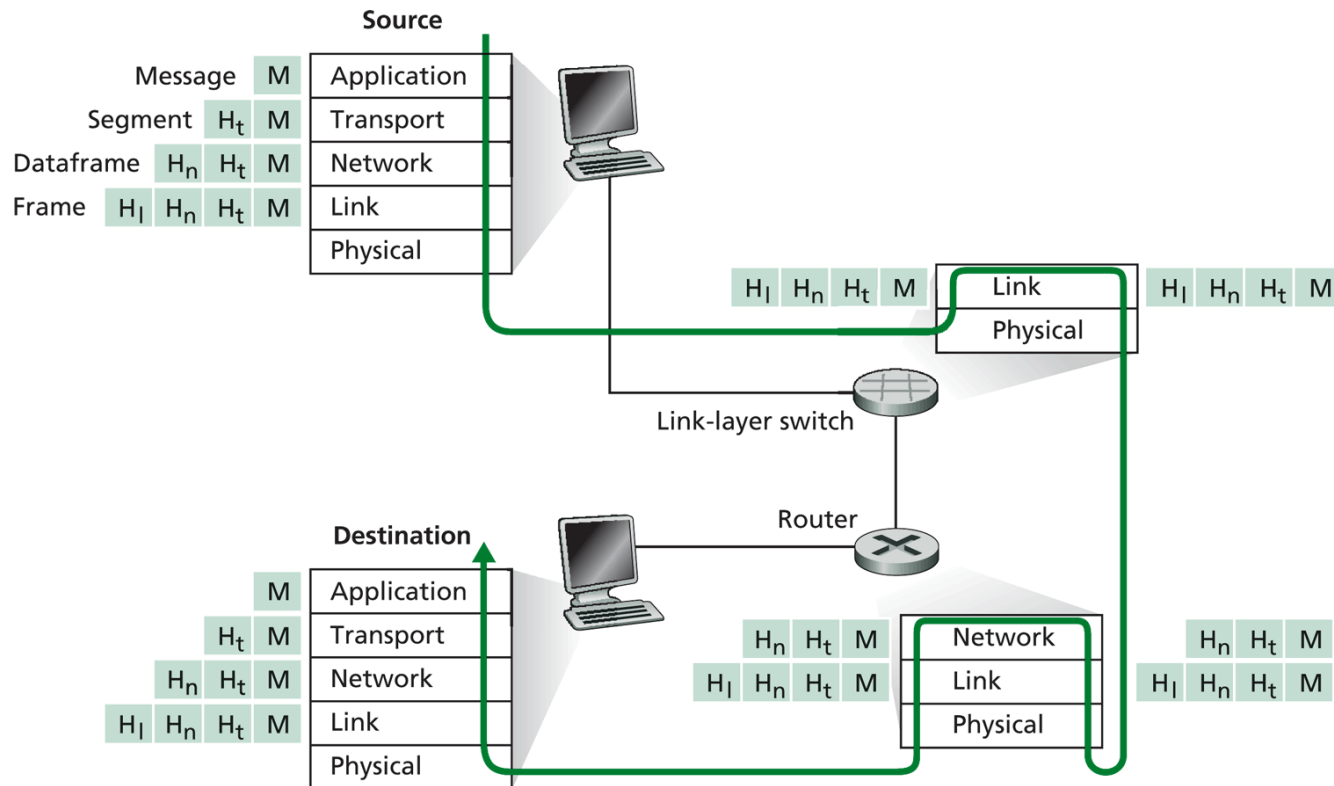 Source
Message M Application
Segment Ht M Transport
Dataframe Hn Ht M Network
Frame Hl Hn Ht M Link
Physical
Hl Hn Ht M Link Hl Hn Ht M
Physical
Link-layer switch
Router
Destination
M Application
Ht M Transport
Hn Ht M Network
Hl Hn Ht M Link
Physical
Hn Ht M Network Hn Ht M
Hl Hn Ht M Link Hl Hn Ht M
Physical